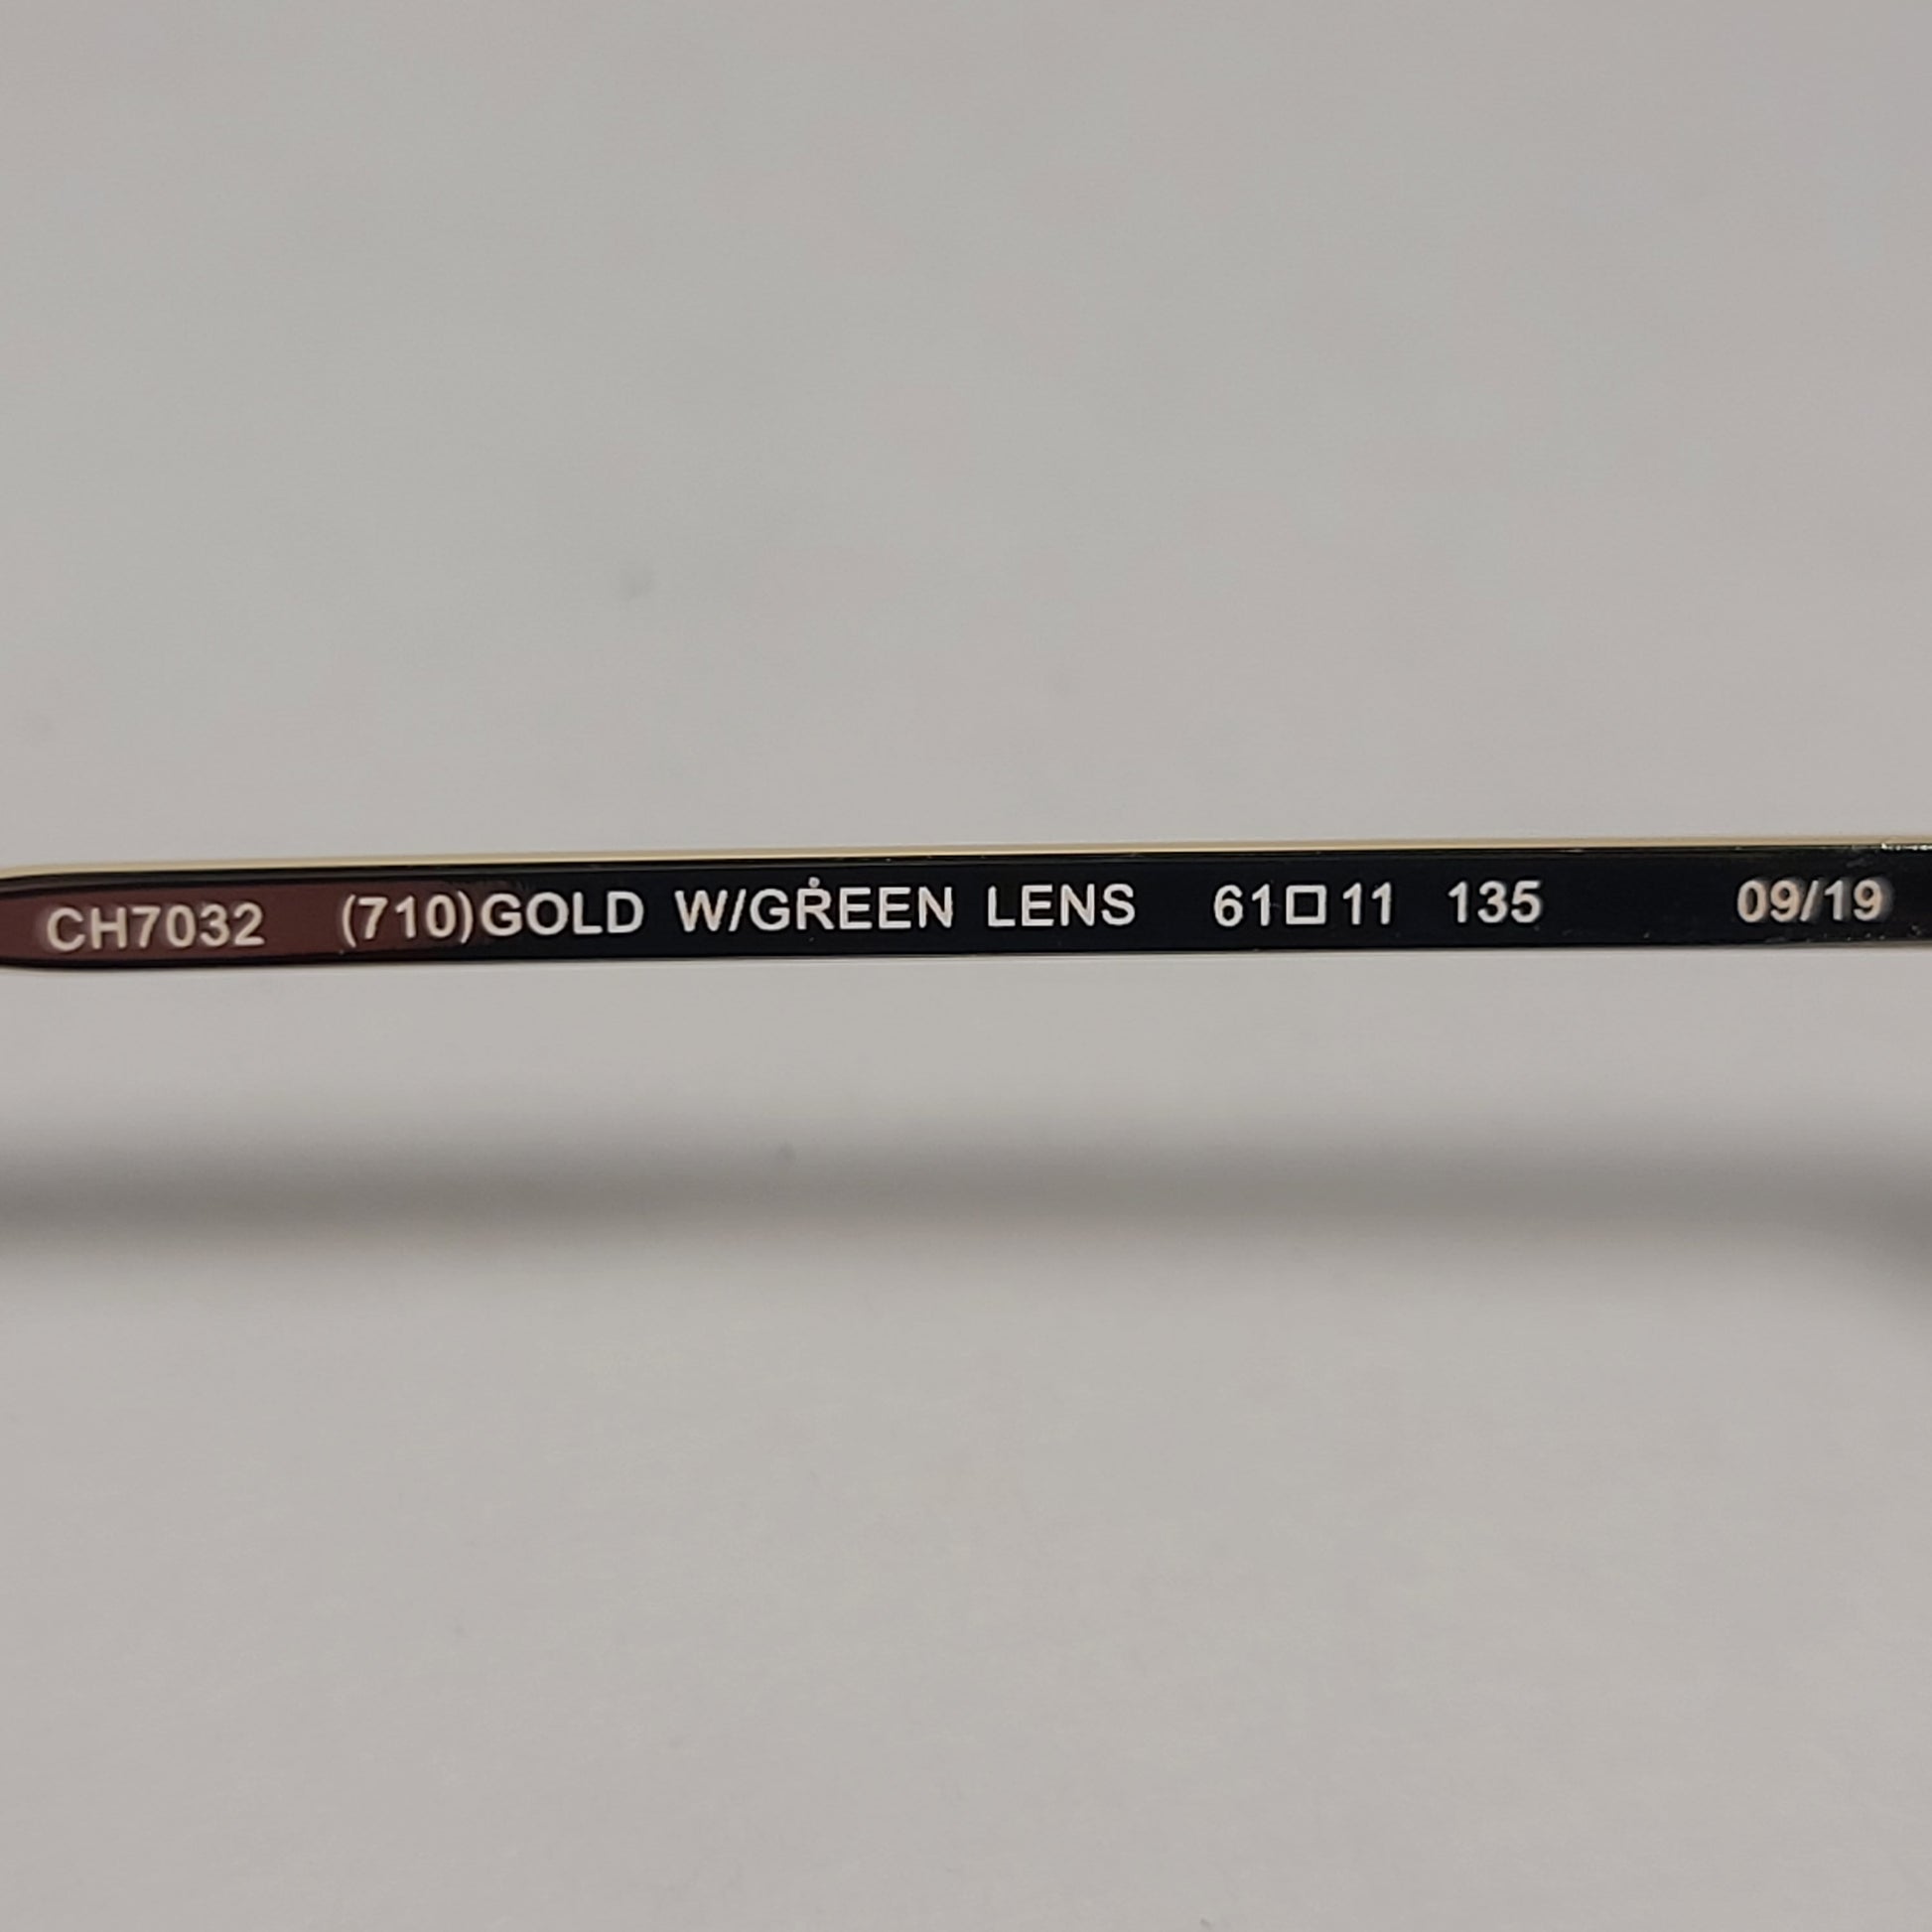 CH7032 (710)GOLD W/GREEN LENS 61□11 135 09/19